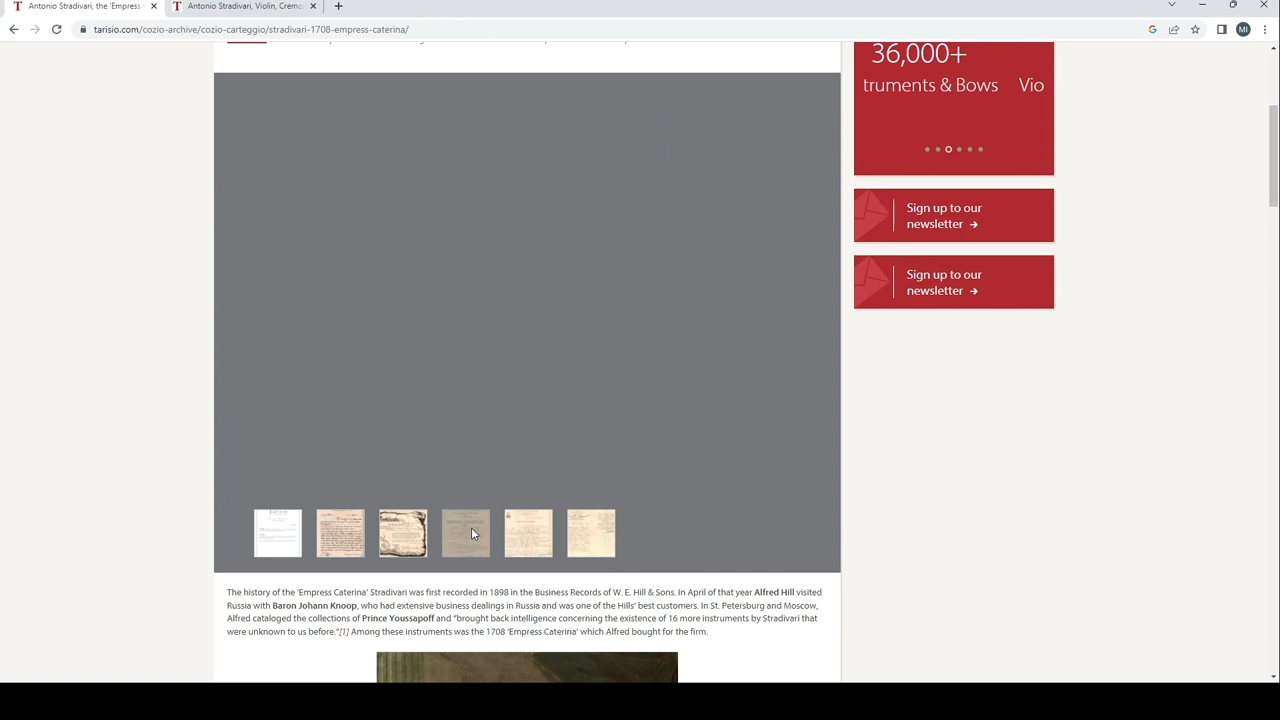 Antonio Stradivari, the 'Empress
Antonio Stradivari, Violin, Cremo
tarisio.com/cozio-archive/cozio-carteggio/stradivari-1708-empress-caterina/
MI
36,000+
truments & Bows Vio
Sign up to our
newsletter →
Sign up to our
newsletter →
The history of the 'Empress Caterina' Stradivari was first recorded in 1898 in the Business Records of W. E. Hill & Sons. In April of that year Alfred Hill visited
Russia with Baron Johann Knoop, who had extensive business dealings in Russia and was one of the Hills' best customers. In St. Petersburg and Moscow,
Alfred cataloged the collections of Prince Youssapoff and "brought back intelligence concerning the existence of 16 more instruments by Stradivari that
were unknown to us before."[1] Among these instruments was the 1708 'Empress Caterina' which Alfred bought for the firm.